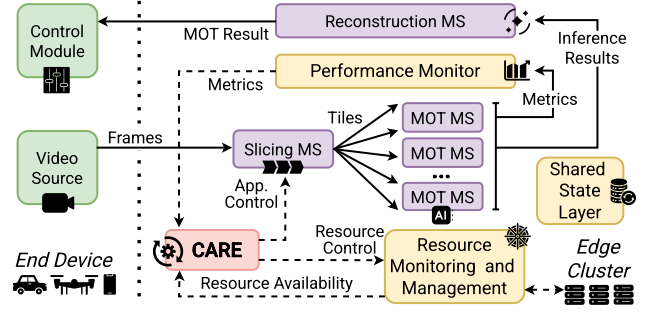 Control
Module
Reconstruction MS
MOT Result
Inference
Results
Performance Monitor
Metrics
Metrics
Frames
Tiles
MOT MS
Video
Source
Slicing MS
MOT MS
...
MOT MS
AI
App.
Control
Shared
State
Layer
CARE
Resource
Control
Resource
Monitoring and
Management
Resource Availability
End Device
Edge
Cluster